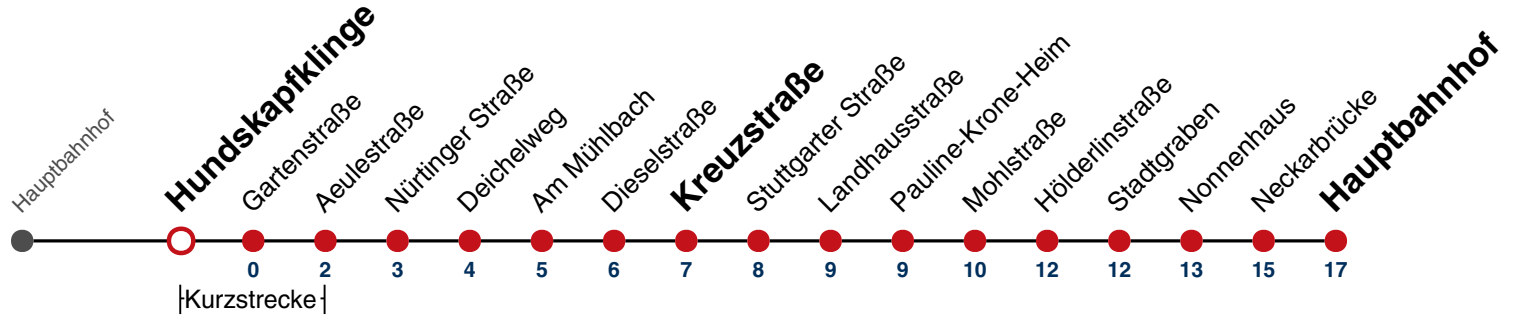 Hauptbahnhof
Hundskapfklinge
Gartenstraße
Aeulestraße
Nürtinger Straße
Deichelweg
Am Mühlbach
Dieselstraße
Kreuzstraße
Stuttgarter Straße
Landhausstraße
Pauline-Krone-Heim
Mohlstraße
Hölderlinstraße
Stadtgraben
Nonnenhaus
Neckarbrücke
Hauptbahnhof
0 2 3 4 5 6 7 8 9 9 10 12 12 13 15 17
Kurzstrecke